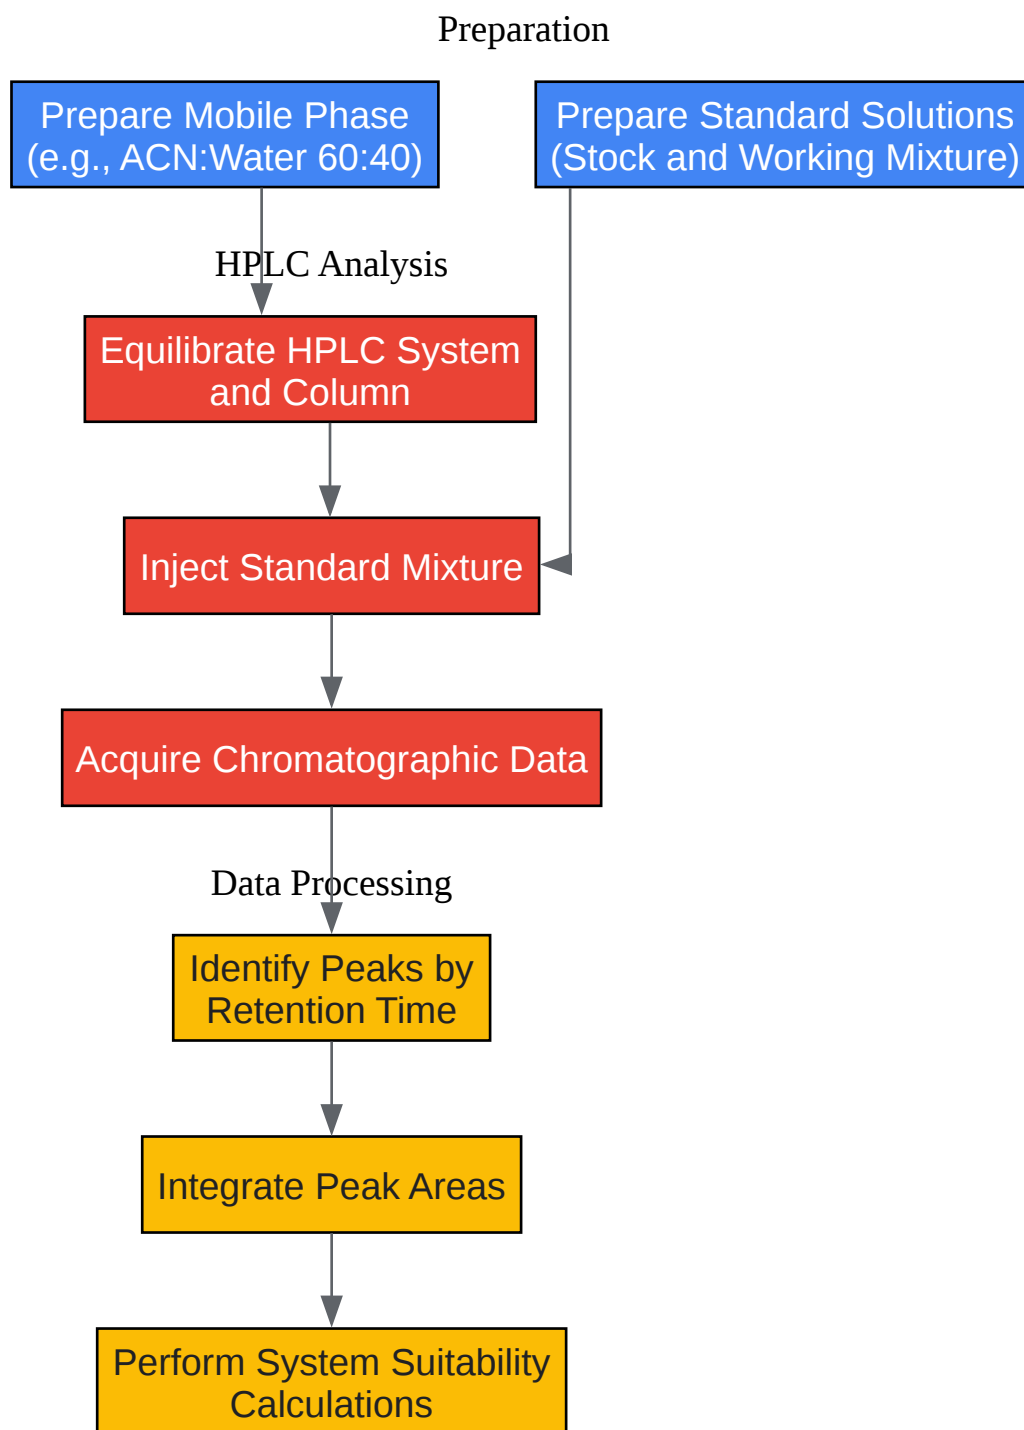 Preparation
Prepare Mobile Phase
(e.g., ACN:Water 60:40)
Prepare Standard Solutions
(Stock and Working Mixture)
HPLC Analysis
Equilibrate HPLC System
and Column
Inject Standard Mixture
Acquire Chromatographic Data
Data Processing
Identify Peaks by
Retention Time
Integrate Peak Areas
Perform System Suitability
Calculations